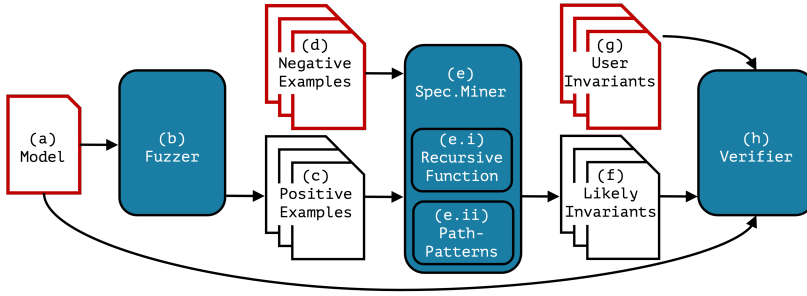 (a)
Model
(b)
Fuzzer
(d)
Negative
Examples
(c)
Positive
Examples
(e)
Spec.Miner
(e.i)
Recursive
Function
(e.ii)
Path-
Patterns
(g)
User
Invariants
(f)
Likely
Invariants
(h)
Verifier